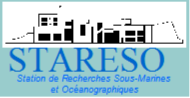 STARESO
Station de Recherches Sous-Marines
et Océanographiques